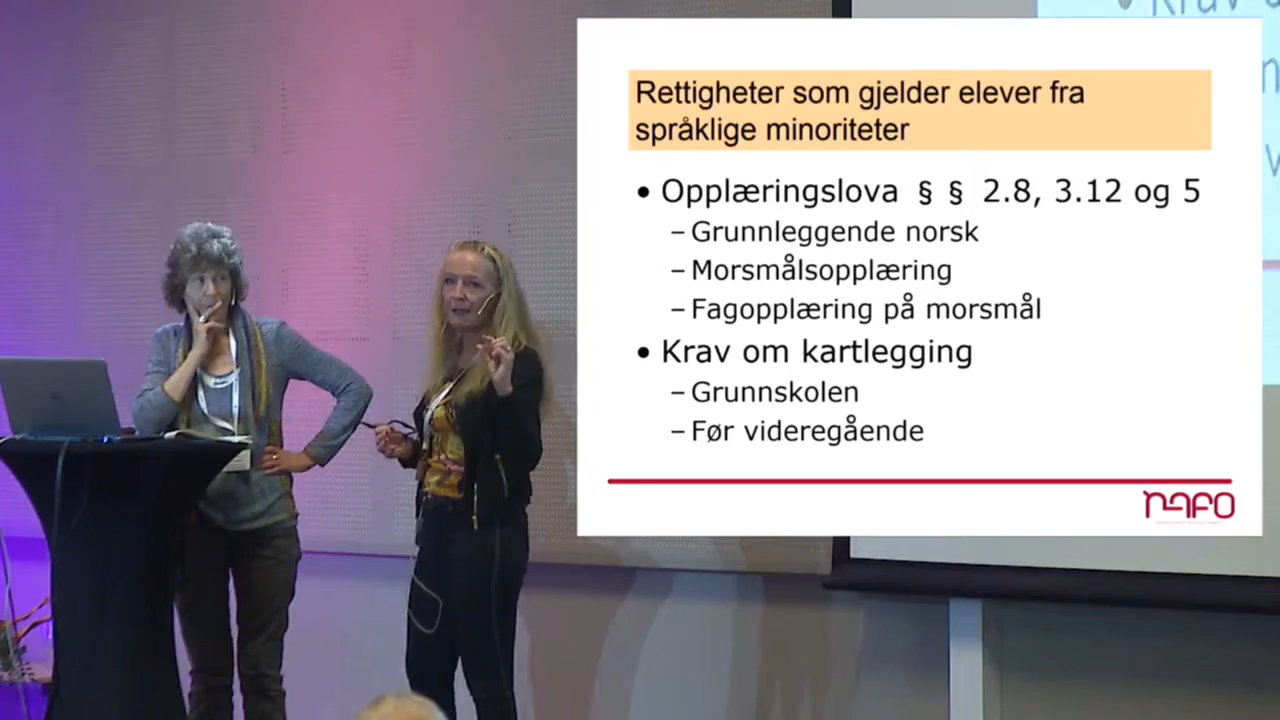 Rettigheter som gjelder elever fra
språklige minoriteter
• Opplæringslova § § 2.8, 3.12 og 5
– Grunnleggende norsk
– Morsmålsopplæring
– Fagopplæring på morsmål
• Krav om kartlegging
– Grunnskolen
– Før videregående
NAFO
• Krav